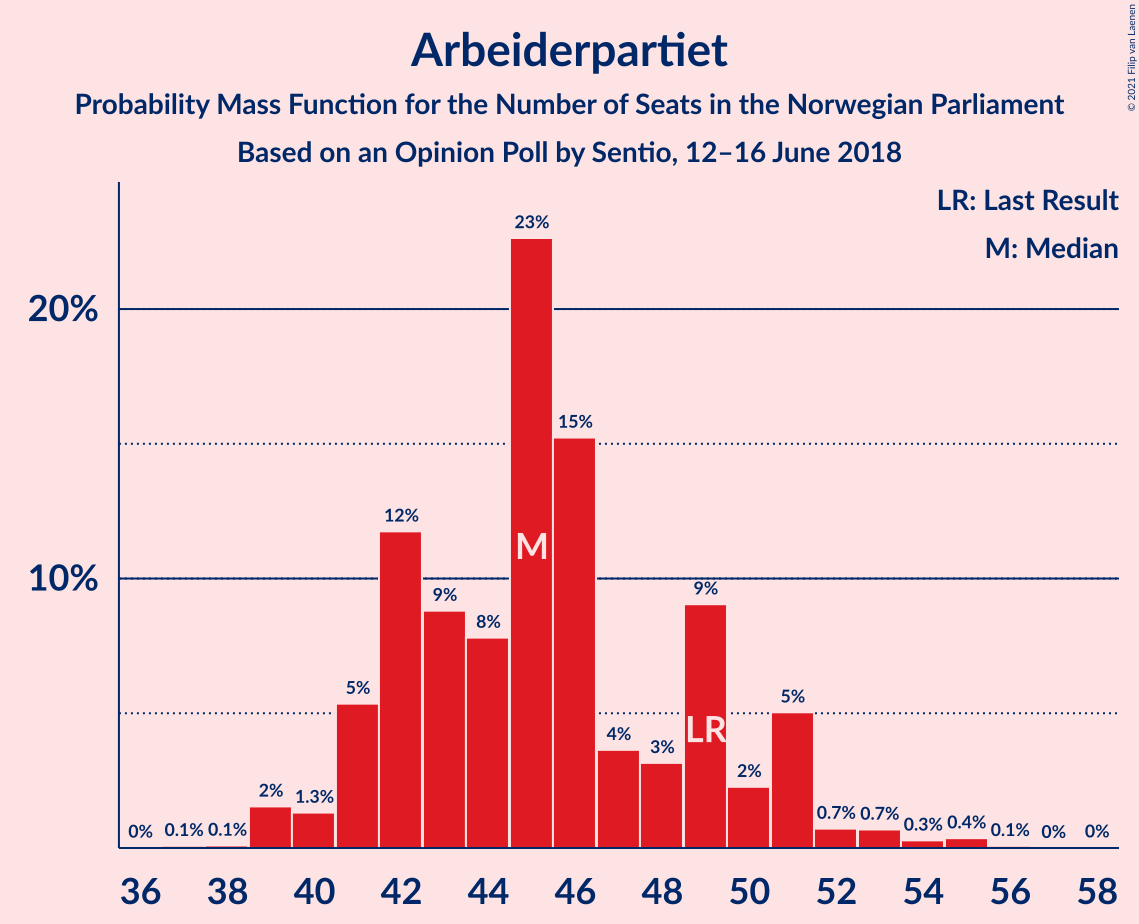 Arbeiderpartiet
Probability Mass Function for the Number of Seats in the Norwegian Parliament
Based on an Opinion Poll by Sentio, 12–16 June 2018
© 2021 Filip van Laenen
LR: Last Result
M: Median
20%
10%
0%
0.1%
0.1%
2%
1.3%
5%
12%
9%
8%
23%
15%
4%
3%
9%
2%
5%
0.7%
0.7%
0.3%
0.4%
0.1%
0%
0%
M
LR
36 38 40 42 44 46 48 50 52 54 56 58